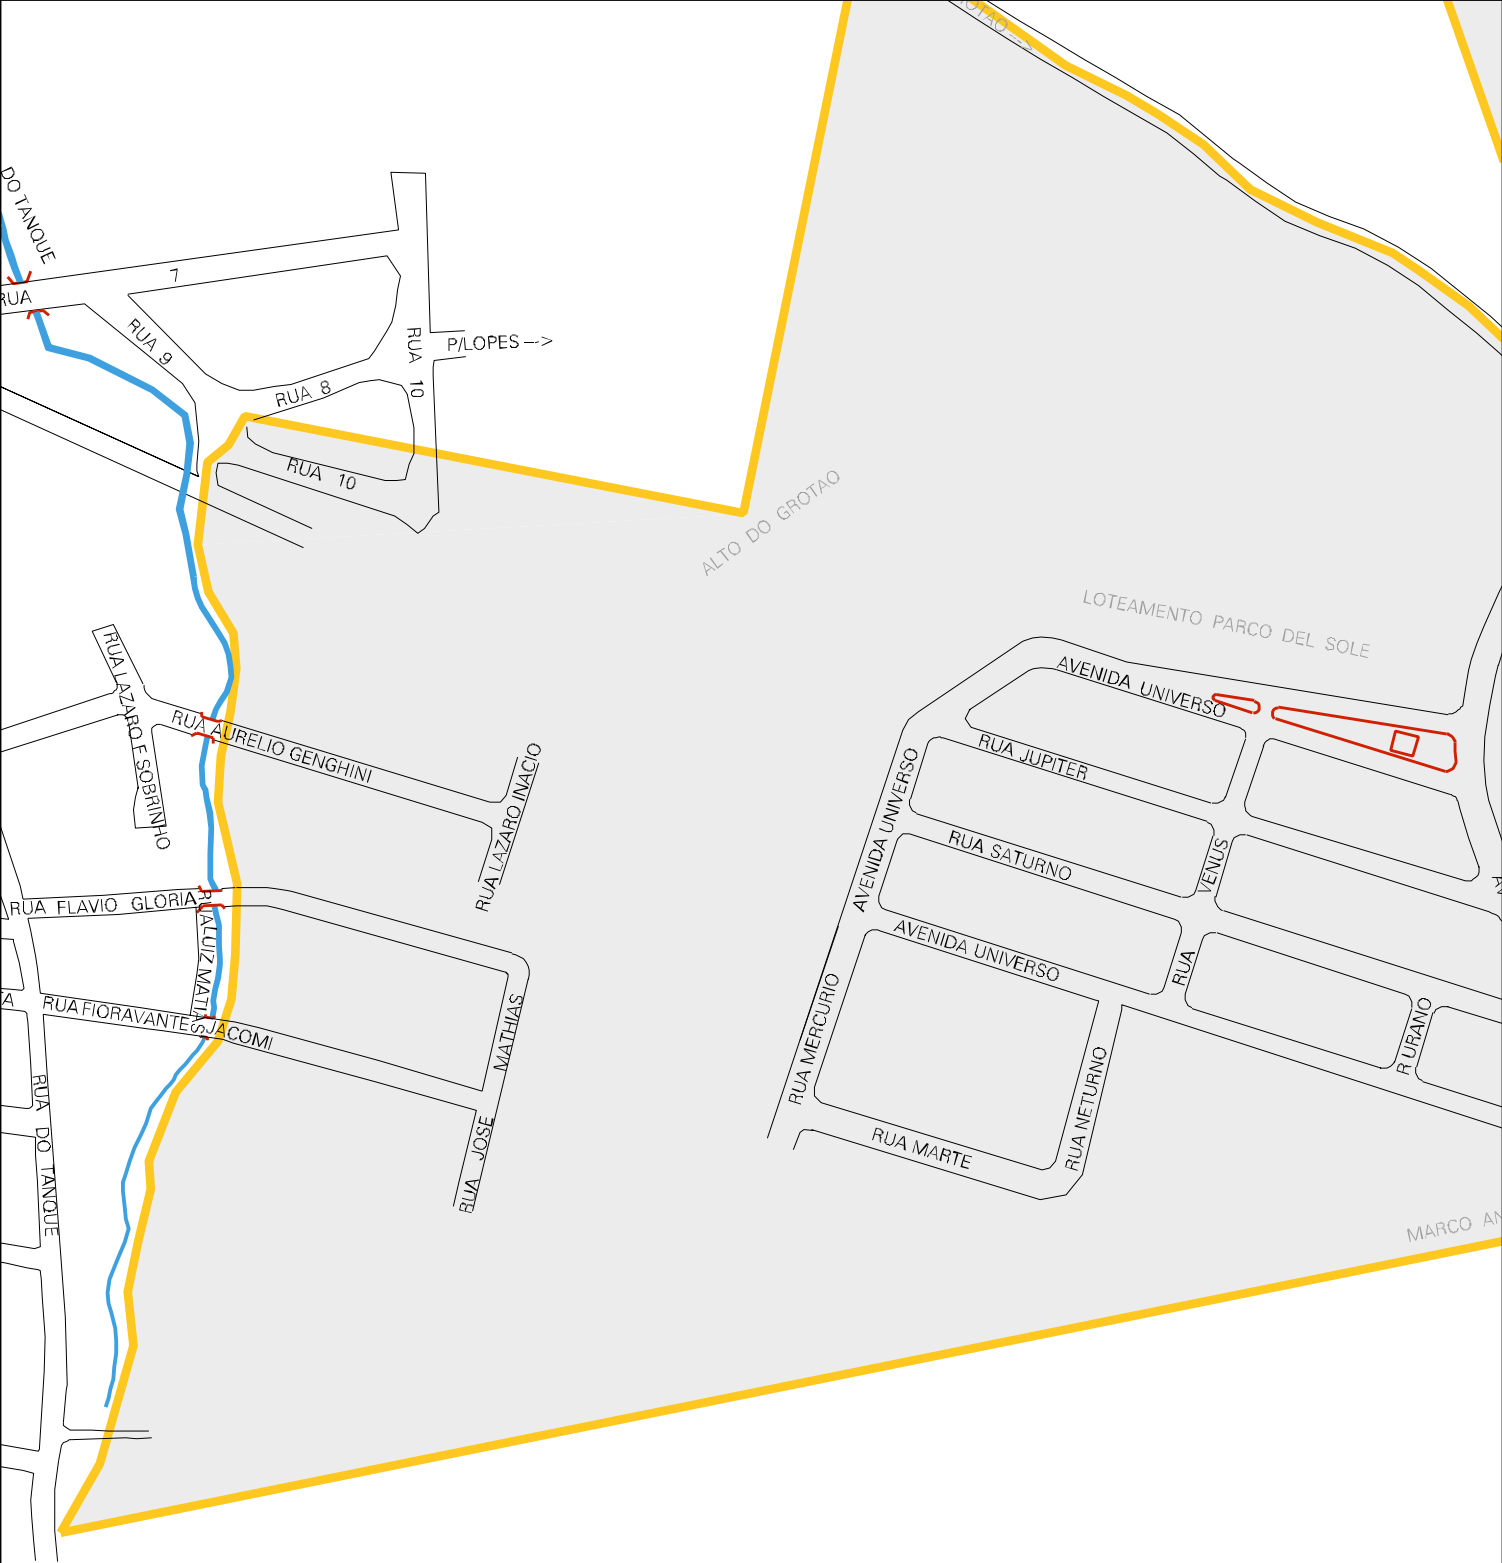 OTAO-->
DO TANQUE
7
RUA
RUA 9
RUA 10
P/LOPES-->
RUA 8
RUA 10
ALTO DO GROTAO
LOTEAMENTO PARCO DEL SOLE
RUA LAZARO E SOBRINHO
AVENIDA UNIVERSO
RUA AURELIO GENGHINI
RUA JUPITER
RUA LAZARO INACIO
AVENIDA UNIVERSO
RUA SATURNO
VENUS
RUA FLAVIO GLORIA
RUA LUIZ MATIAS
AVENIDA UNIVERSO
RUA
RUA FIORAVANTE JACOMI
MATHIAS
RUA MERCURIO
R URANO
RUA DO TANQUE
RUA JOSE
RUA NETURNO
RUA MARTE
MARCO AN